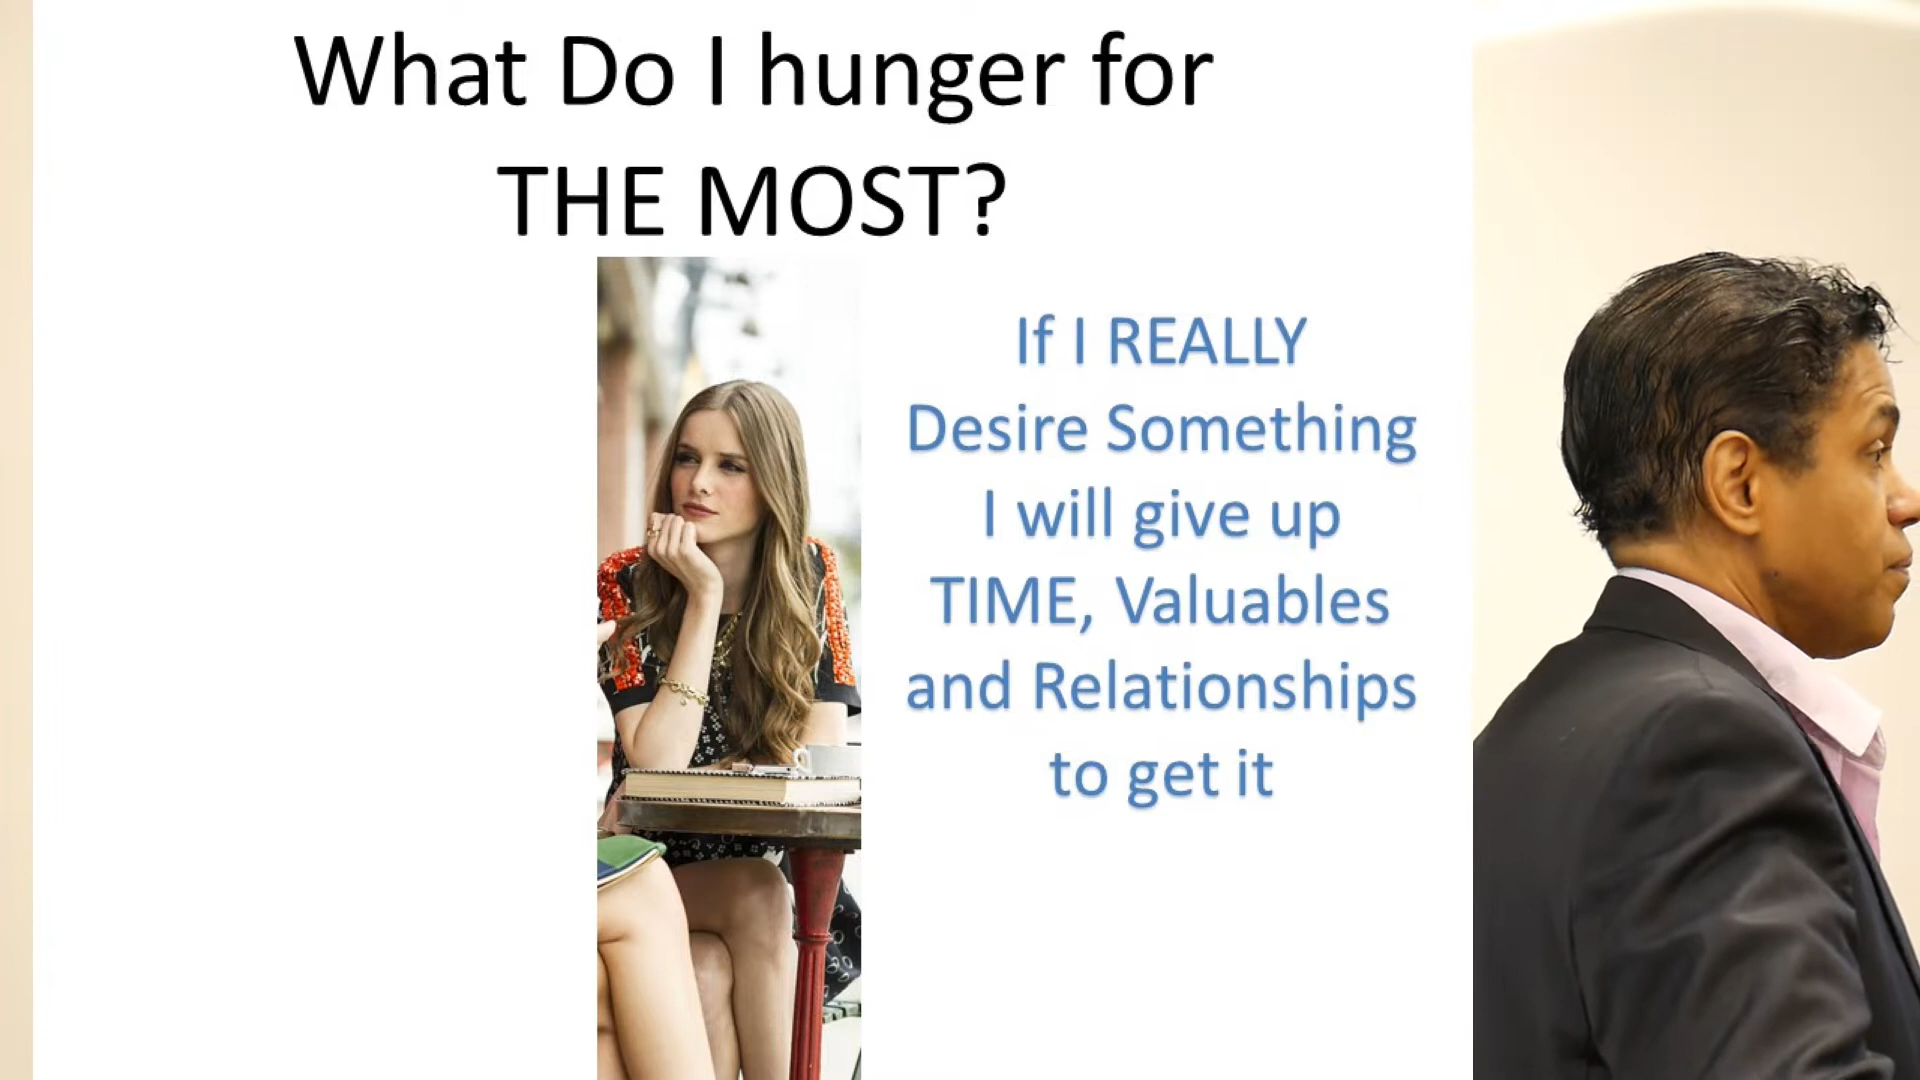 What Do I hunger for
THE MOST?
If I REALLY
Desire Something
I will give up
TIME, Valuables
and Relationships
to get it